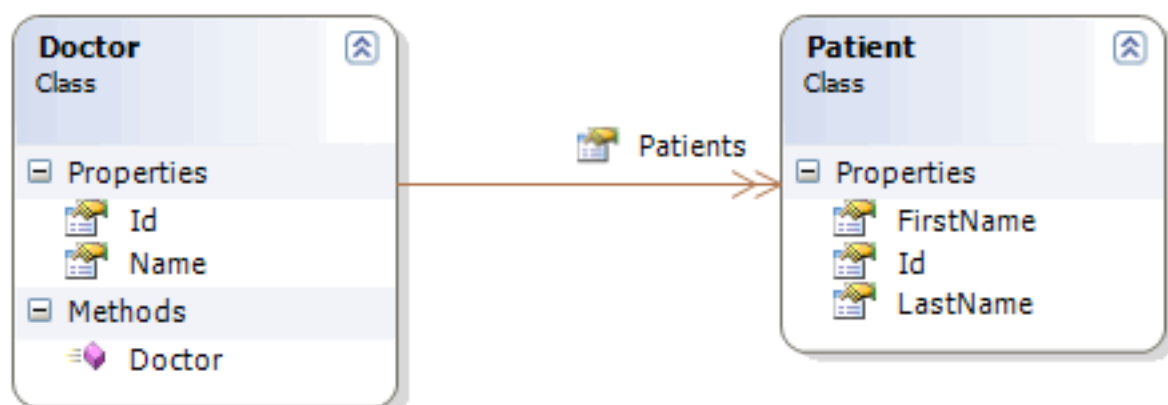 Doctor
Class
Properties
Id
Name
Methods
Doctor
Patients
Patient
Class
Properties
FirstName
Id
LastName